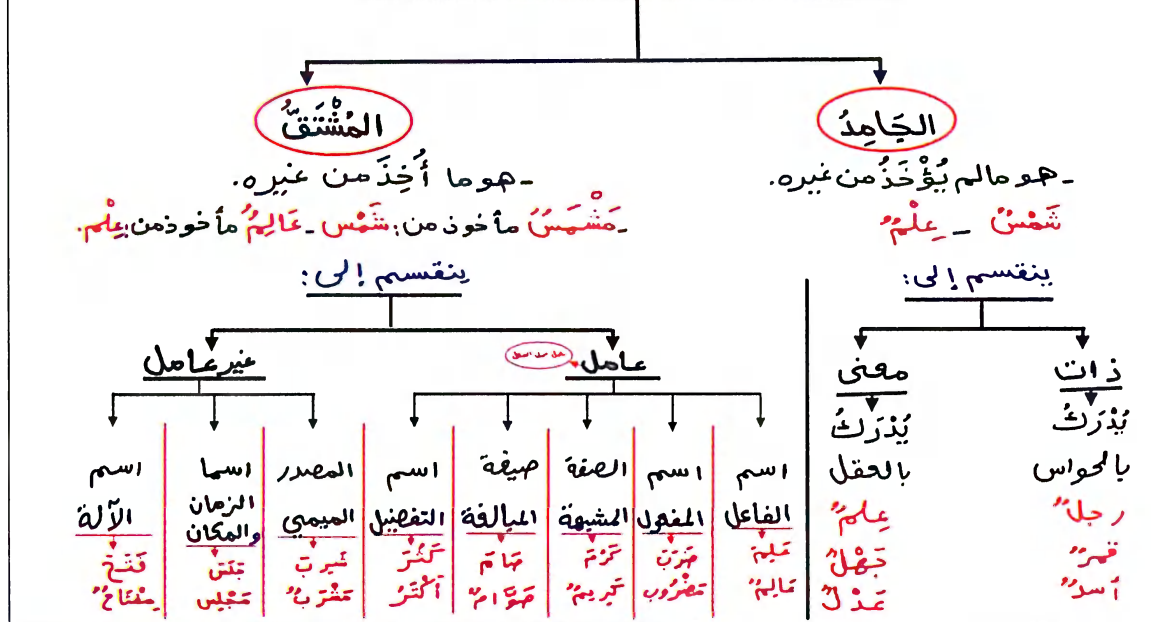 الجَامِدُ
المُشْتَقُّ
ـ هو ما لم يُؤْخَذُ من غيره.
ـ هو ما أُخِذَ من غيره.
شَمْسٌ ـ عِلْمٌ
ـ مَشْمَسٌ مأخوذ من: شَمْس ـ عَالِمٌ مأخوذ من: عِلْم.
ينقسم إلى:
ينقسم إلى:
ذات
معنى
عامل
غير عامل
يُدْرَكُ
بالحواس
رجلٌ
قمرٌ
أسدٌ
يُدْرَكُ
بالعقل
عِلمٌ
جَهْلٌ
عَدْلٌ
اسم
الفاعل
عَلِمَ
عَالِمٌ
اسم
المفعول
ضَرَبَ
مَضْرُوب
الصفة
المشبهة
كَرُمَ
كَرِيمٌ
صيغة
المبالغة
صَامَ
صَوَّامٌ
اسم
التفضيل
كَثُرَ
أَكْثَرُ
المصدر
الميمي
شَرِبَ
مَشْرَبٌ
اسما
الزمان
والمكان
جَلَسَ
مَجْلِس
اسم
الآلة
فَتَحَ
مِفْتَاحٌ